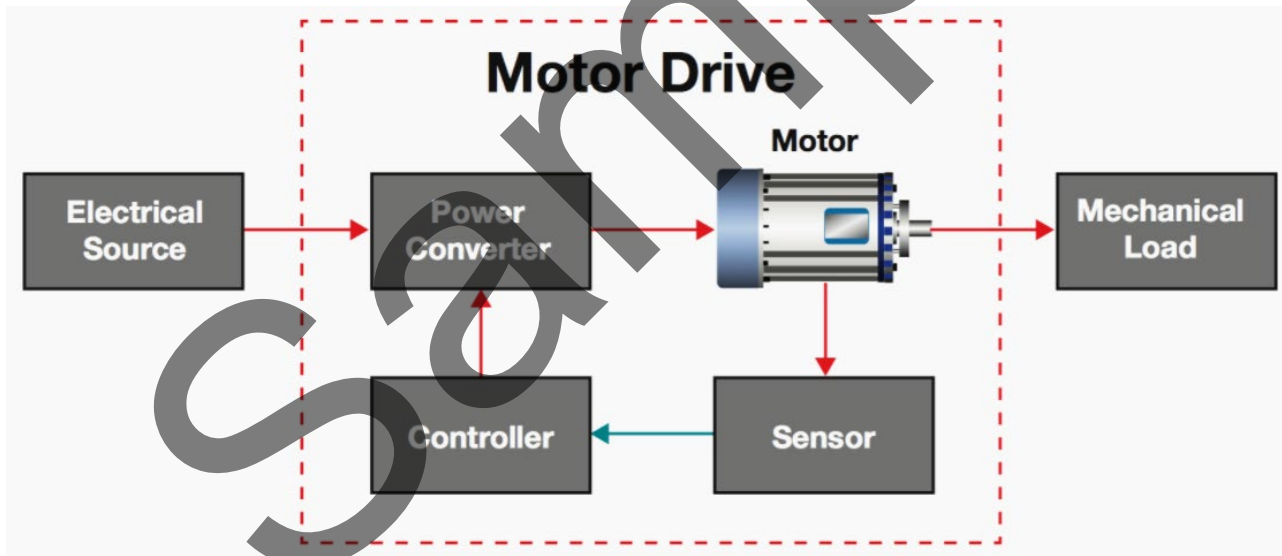 Motor Drive
Motor
Electrical
Source
Power
Converter
Mechanical
Load
Controller
Sensor
Sample